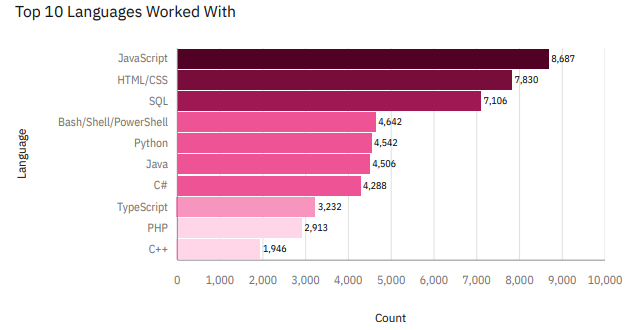 Top 10 Languages Worked With
Language
JavaScript 8,687
HTML/CSS 7,830
SQL 7,106
Bash/Shell/PowerShell 4,642
Python 4,542
Java 4,506
C# 4,288
TypeScript 3,232
PHP 2,913
C++ 1,946
0 1,000 2,000 3,000 4,000 5,000 6,000 7,000 8,000 9,000 10,000
Count